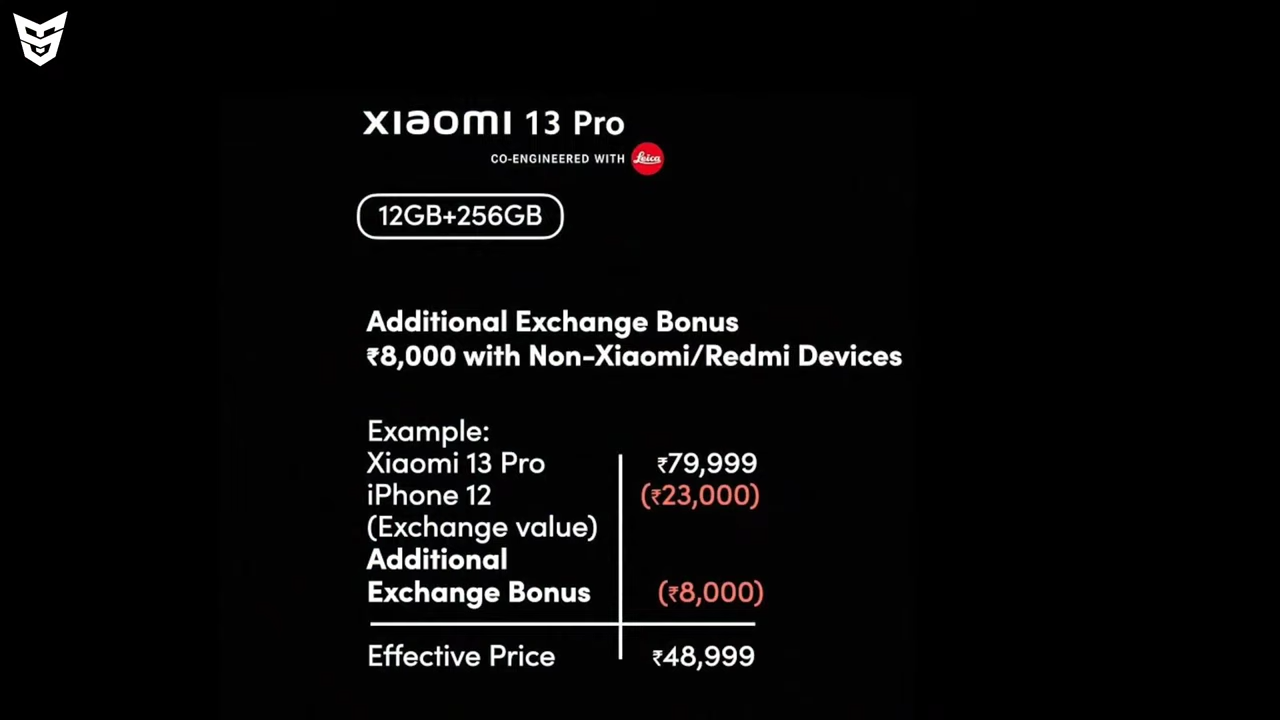 xiaomi 13 Pro
CO-ENGINEERED WITH Leica
12GB+256GB
Additional Exchange Bonus
₹8,000 with Non-Xiaomi/Redmi Devices
Example:
Xiaomi 13 Pro ₹79,999
iPhone 12 (₹23,000)
(Exchange value)
Additional
Exchange Bonus (₹8,000)
Effective Price ₹48,999